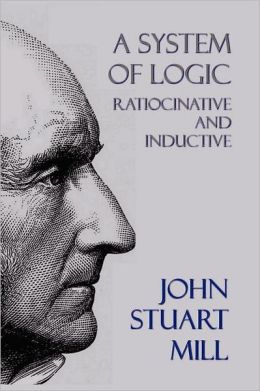 A SYSTEM
OF LOGIC
RATIOCINATIVE
AND
INDUCTIVE
JOHN
STUART
MILL